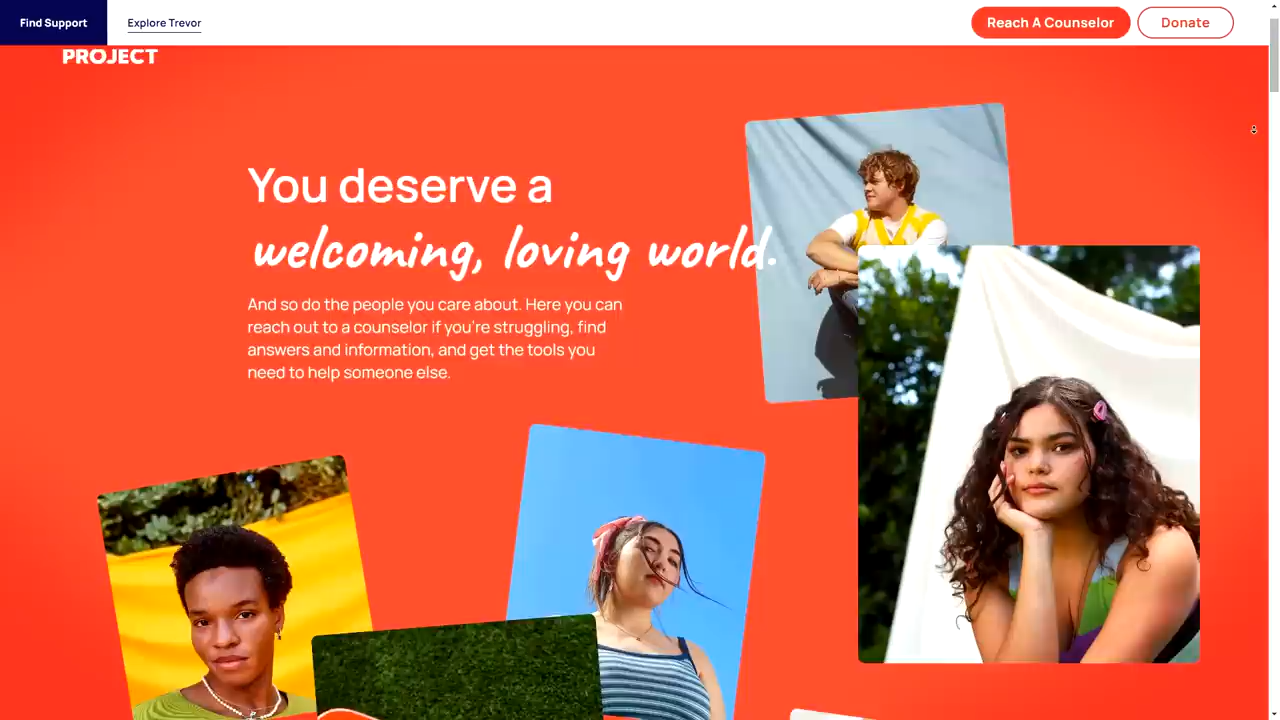 Find Support
Explore Trevor
Reach A Counselor
Donate
PROJECT
You deserve a
welcoming, loving world.
And so do the people you care about. Here you can
reach out to a counselor if you're struggling, find
answers and information, and get the tools you
need to help someone else.